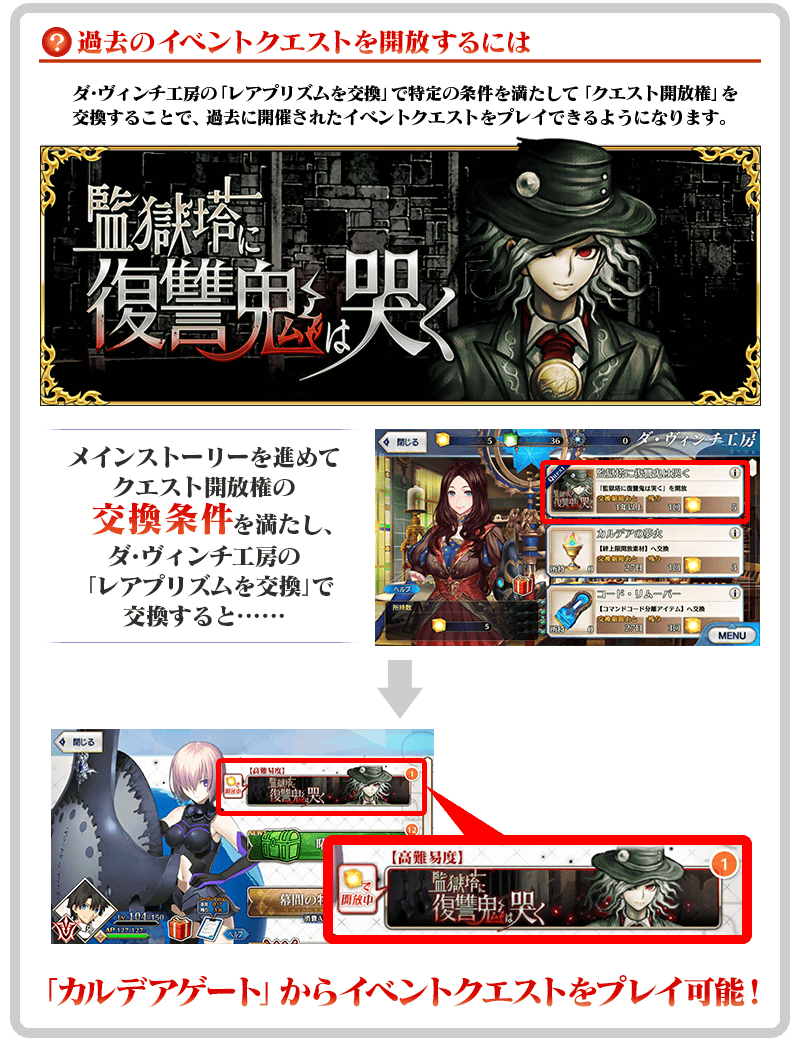 ?過去のイベントクエストを開放するには
ダ・ヴィンチ工房の「レアプリズムを交換」で特定の条件を満たして「クエスト開放権」を
交換することで、過去に開催されたイベントクエストをプレイできるようになります。
監獄塔に
復讐鬼は哭く
メインストーリーを進めて
クエスト開放権の
交換条件を満たし、
ダ・ヴィンチ工房の
「レアプリズムを交換」で
交換すると……
閉じる
5
36
0
ダ・ヴィンチ工房
Quest
監獄塔に復讐鬼は哭く
「監獄塔に復讐鬼は哭く」を開放
交換期間あと 残り
1年以上 1回 5
カルデアの夢火
【絆上限開放素材】へ交換
交換期間あと 残り
所持 0 27日 1回 3
コード・リムーバー
【コマンドコード分離アイテム】へ交換
交換期間あと 残り
所持 0 27日 3回
ヘルプ
所持数
5
MENU
閉じる
で
開放中
【高難易度】
監獄塔に
復讐鬼は哭く
1
NEW
12
幕間の物
消費A
Lv.104/150
AP:127/127
ヘルプ
【高難易度】
で
開放中
監獄塔に
復讐鬼は哭く
1
「カルデアゲート」からイベントクエストをプレイ可能!